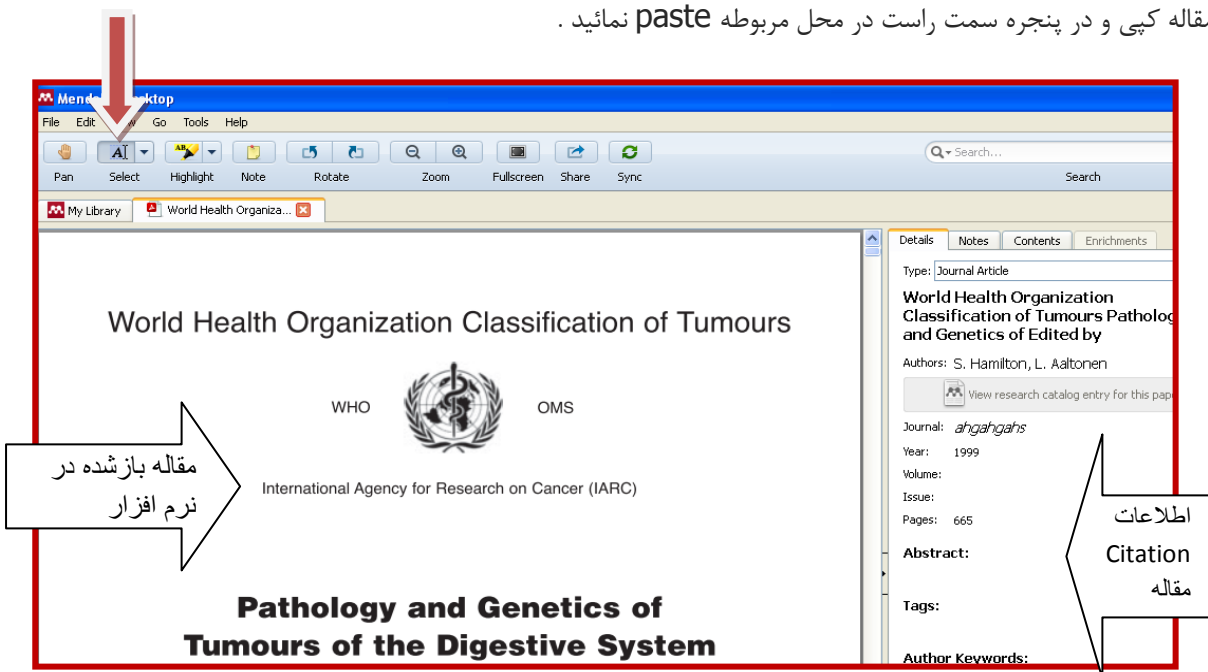 مقاله کپی و در پنجره سمت راست در محل مربوطه paste نمائید .
File Edit Go Tools Help
Search...
Pan Select Highlight Note Rotate Zoom Fullscreen Share Sync Search
My Library World Health Organiza...
Details Notes Contents Enrichments
Type: Journal Article
World Health Organization
Classification of Tumours Patholog
and Genetics of Edited by
Authors: S. Hamilton, L. Aaltonen
View research catalog entry for this pap
Journal: ahgahgahs
Year: 1999
Volume:
Issue:
Pages: 665
Abstract:
Tags:
Author Keywords:
World Health Organization Classification of Tumours
WHO OMS
International Agency for Research on Cancer (IARC)
Pathology and Genetics of
Tumours of the Digestive System
مقاله بازشده در
نرم افزار
اطلاعات
Citation
مقاله